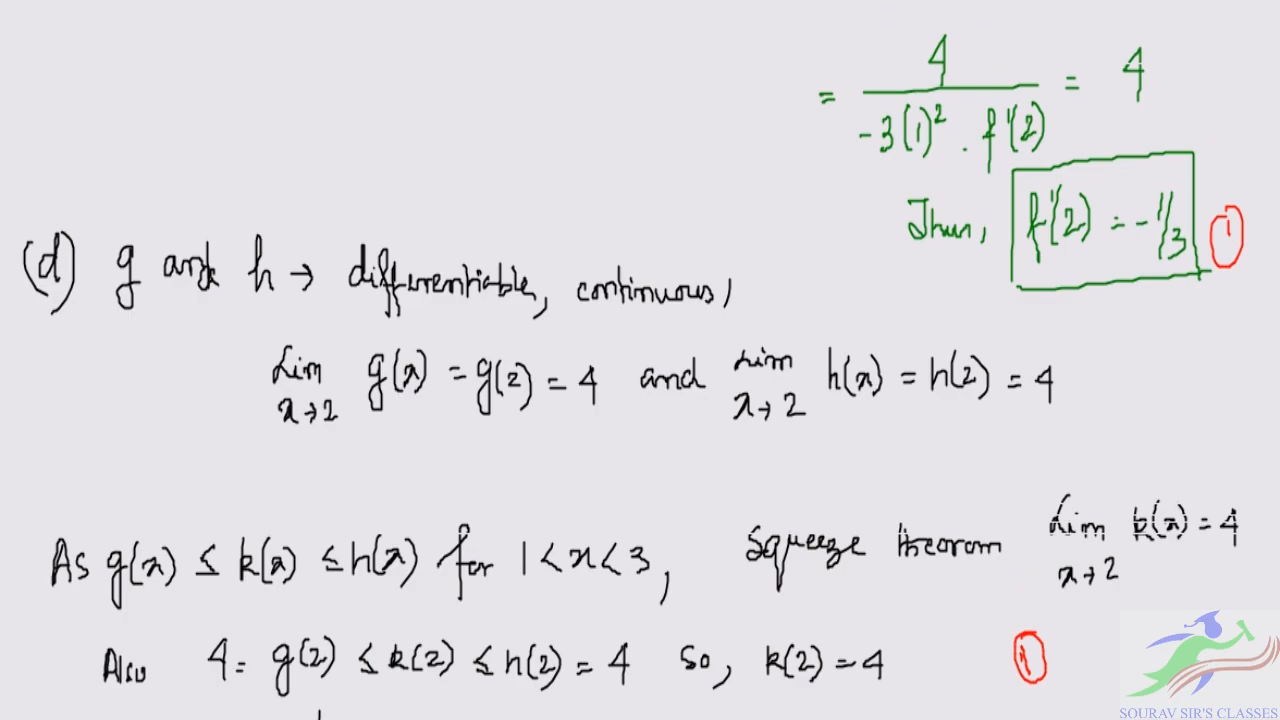 = 4 / -3(1)² . f'(2) = 4
Thus, f'(2) = -1/3 (1)
(d) g and h → differentiable, continuous,
Lim x→2 g(x) = g(2) = 4 and Lim x→2 h(x) = h(2) = 4
As g(x) ≤ k(x) ≤ h(x) for 1 < x < 3, Squeeze theorem Lim x→2 k(x) = 4
Also 4 = g(2) ≤ k(2) ≤ h(2) = 4 So, k(2) = 4 (1)
SOURAV SIR'S CLASSES